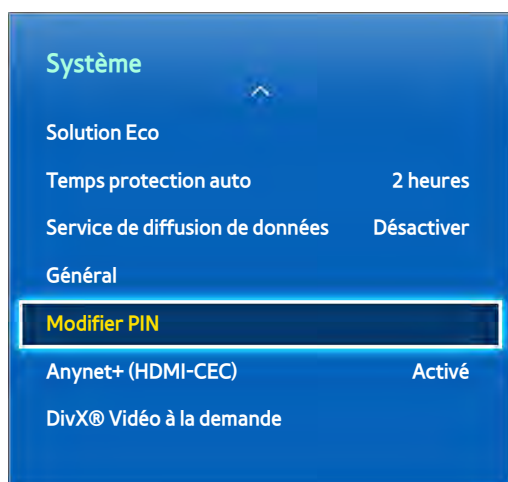 Système
Solution Eco
Temps protection auto 2 heures
Service de diffusion de données Désactiver
Général
Modifier PIN
Anynet+ (HDMI-CEC) Activé
DivX® Vidéo à la demande